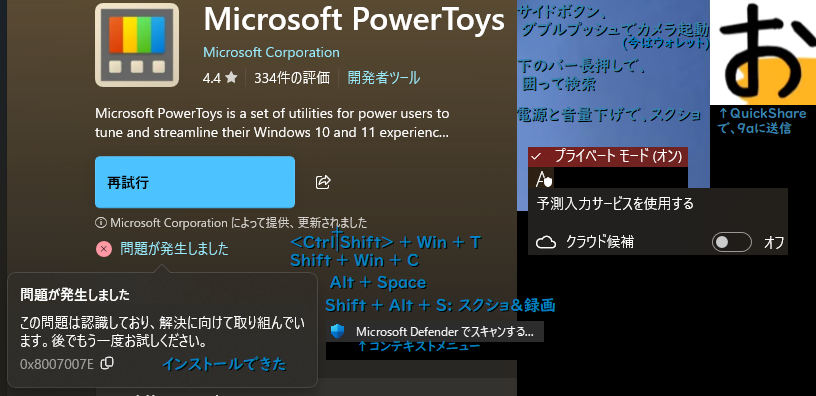 Microsoft PowerToys
Microsoft Corporation
4.4 ★ 334件の評価 開発者ツール
Microsoft PowerToys is a set of utilities for power users to
tune and streamline their Windows 10 and 11 experienc...
再試行
Microsoft Corporation によって提供、更新されました
問題が発生しました
問題が発生しました
この問題は認識しており、解決に向けて取り組んでいます
ます。後でもう一度お試しください。
0x8007007E
インストールできた
<Ctrl Shift> + Win + T
Shift + Win + C
Alt + Space
Shift + Alt + S: スクショ&録画
Microsoft Defender でスキャンする...
↑コンテキストメニュー
サイドボタン、
ダブルプッシュでカメラ起動
(今はウォレット)
下のバー長押しで、
囲って検索
電源と音量下げで、スクショ
お
↑QuickShare
で、9aに送信
プライベート モード (オン)
A
予測入力サービスを使用する
クラウド候補 オフ